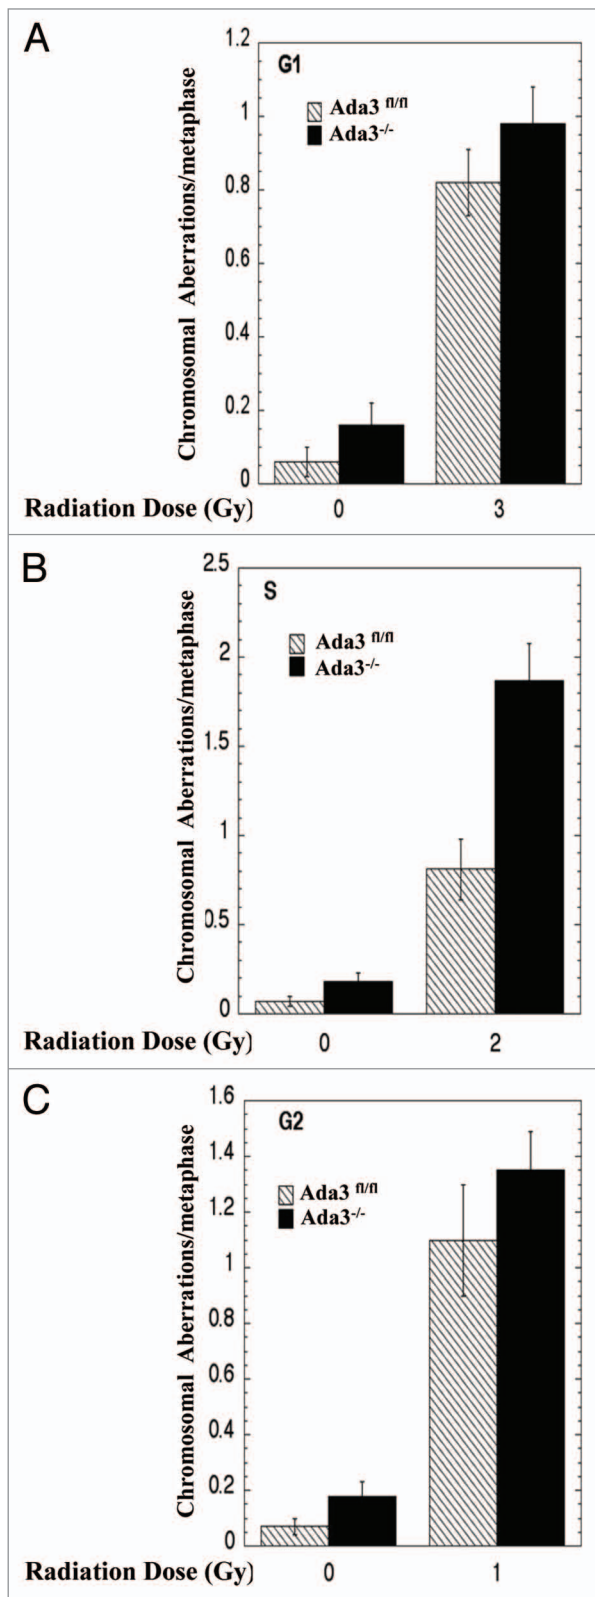 A
G1
Ada3 fl/fl
Ada3-/-
Chromosomal Aberrations/metaphase
1.2
1
0.8
0.6
0.4
0.2
0
Radiation Dose (Gy)
0 3
B
S
Ada3 fl/fl
Ada3-/-
Chromosomal Aberrations/metaphase
2.5
2
1.5
1
0.5
0
Radiation Dose (Gy)
0 2
C
G2
Ada3 fl/fl
Ada3-/-
Chromosomal Aberrations/metaphase
1.6
1.4
1.2
1
0.8
0.6
0.4
0.2
0
Radiation Dose (Gy)
0 1